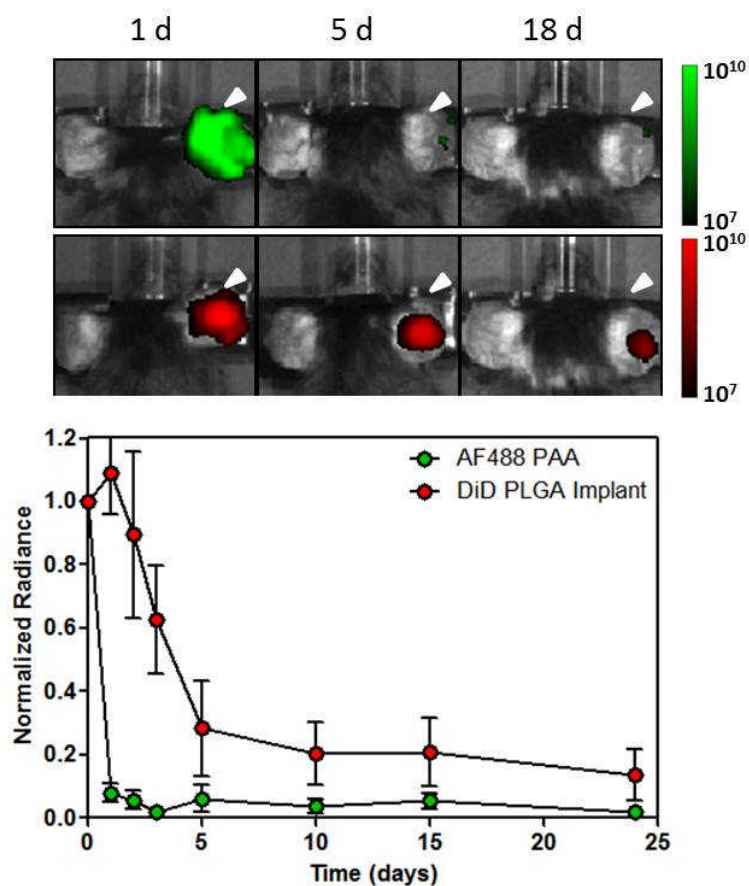 1 d 5 d 18 d
10¹⁰
10⁷
10¹⁰
10⁷
1.2
1.0
0.8
0.6
0.4
0.2
0.0
Normalized Radiance
AF488 PAA
DiD PLGA Implant
0 5 10 15 20 25
Time (days)